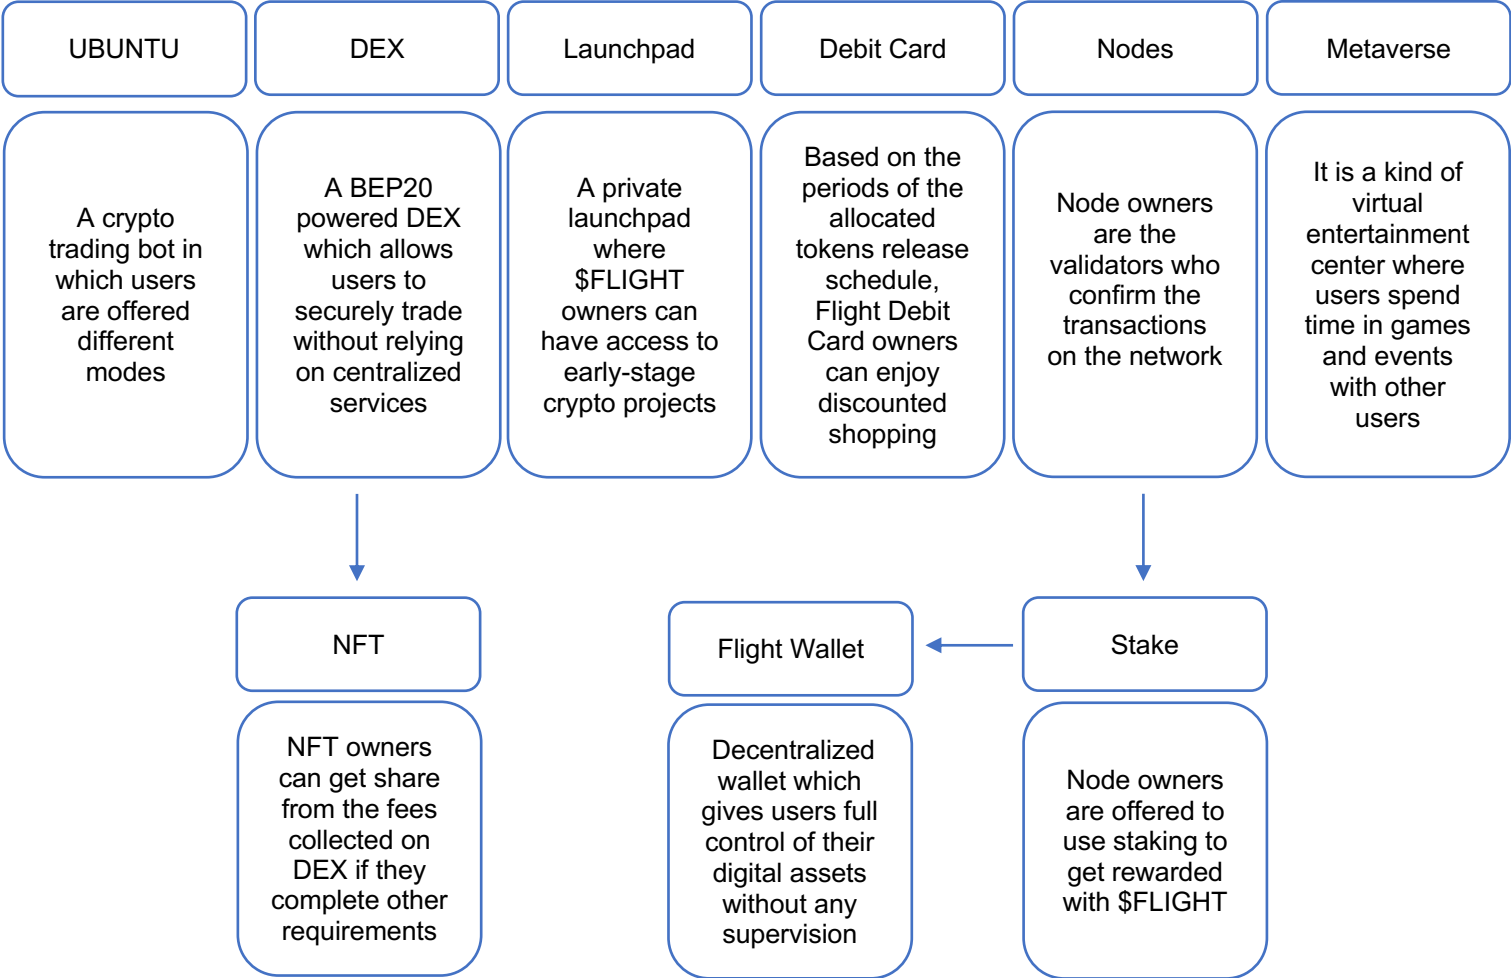 UBUNTU
DEX
Launchpad
Debit Card
Nodes
Metaverse
A crypto
trading bot in
which users
are offered
different
modes
A BEP20
powered DEX
which allows
users to
securely trade
without relying
on centralized
services
A private
launchpad
where
$FLIGHT
owners can
have access to
early-stage
crypto projects
Based on the
periods of the
allocated
tokens release
schedule,
Flight Debit
Card owners
can enjoy
discounted
shopping
Node owners
are the
validators who
confirm the
transactions
on the network
It is a kind of
virtual
entertainment
center where
users spend
time in games
and events
with other
users
NFT
Flight Wallet
Stake
NFT owners
can get share
from the fees
collected on
DEX if they
complete other
requirements
Decentralized
wallet which
gives users full
control of their
digital assets
without any
supervision
Node owners
are offered to
use staking to
get rewarded
with $FLIGHT